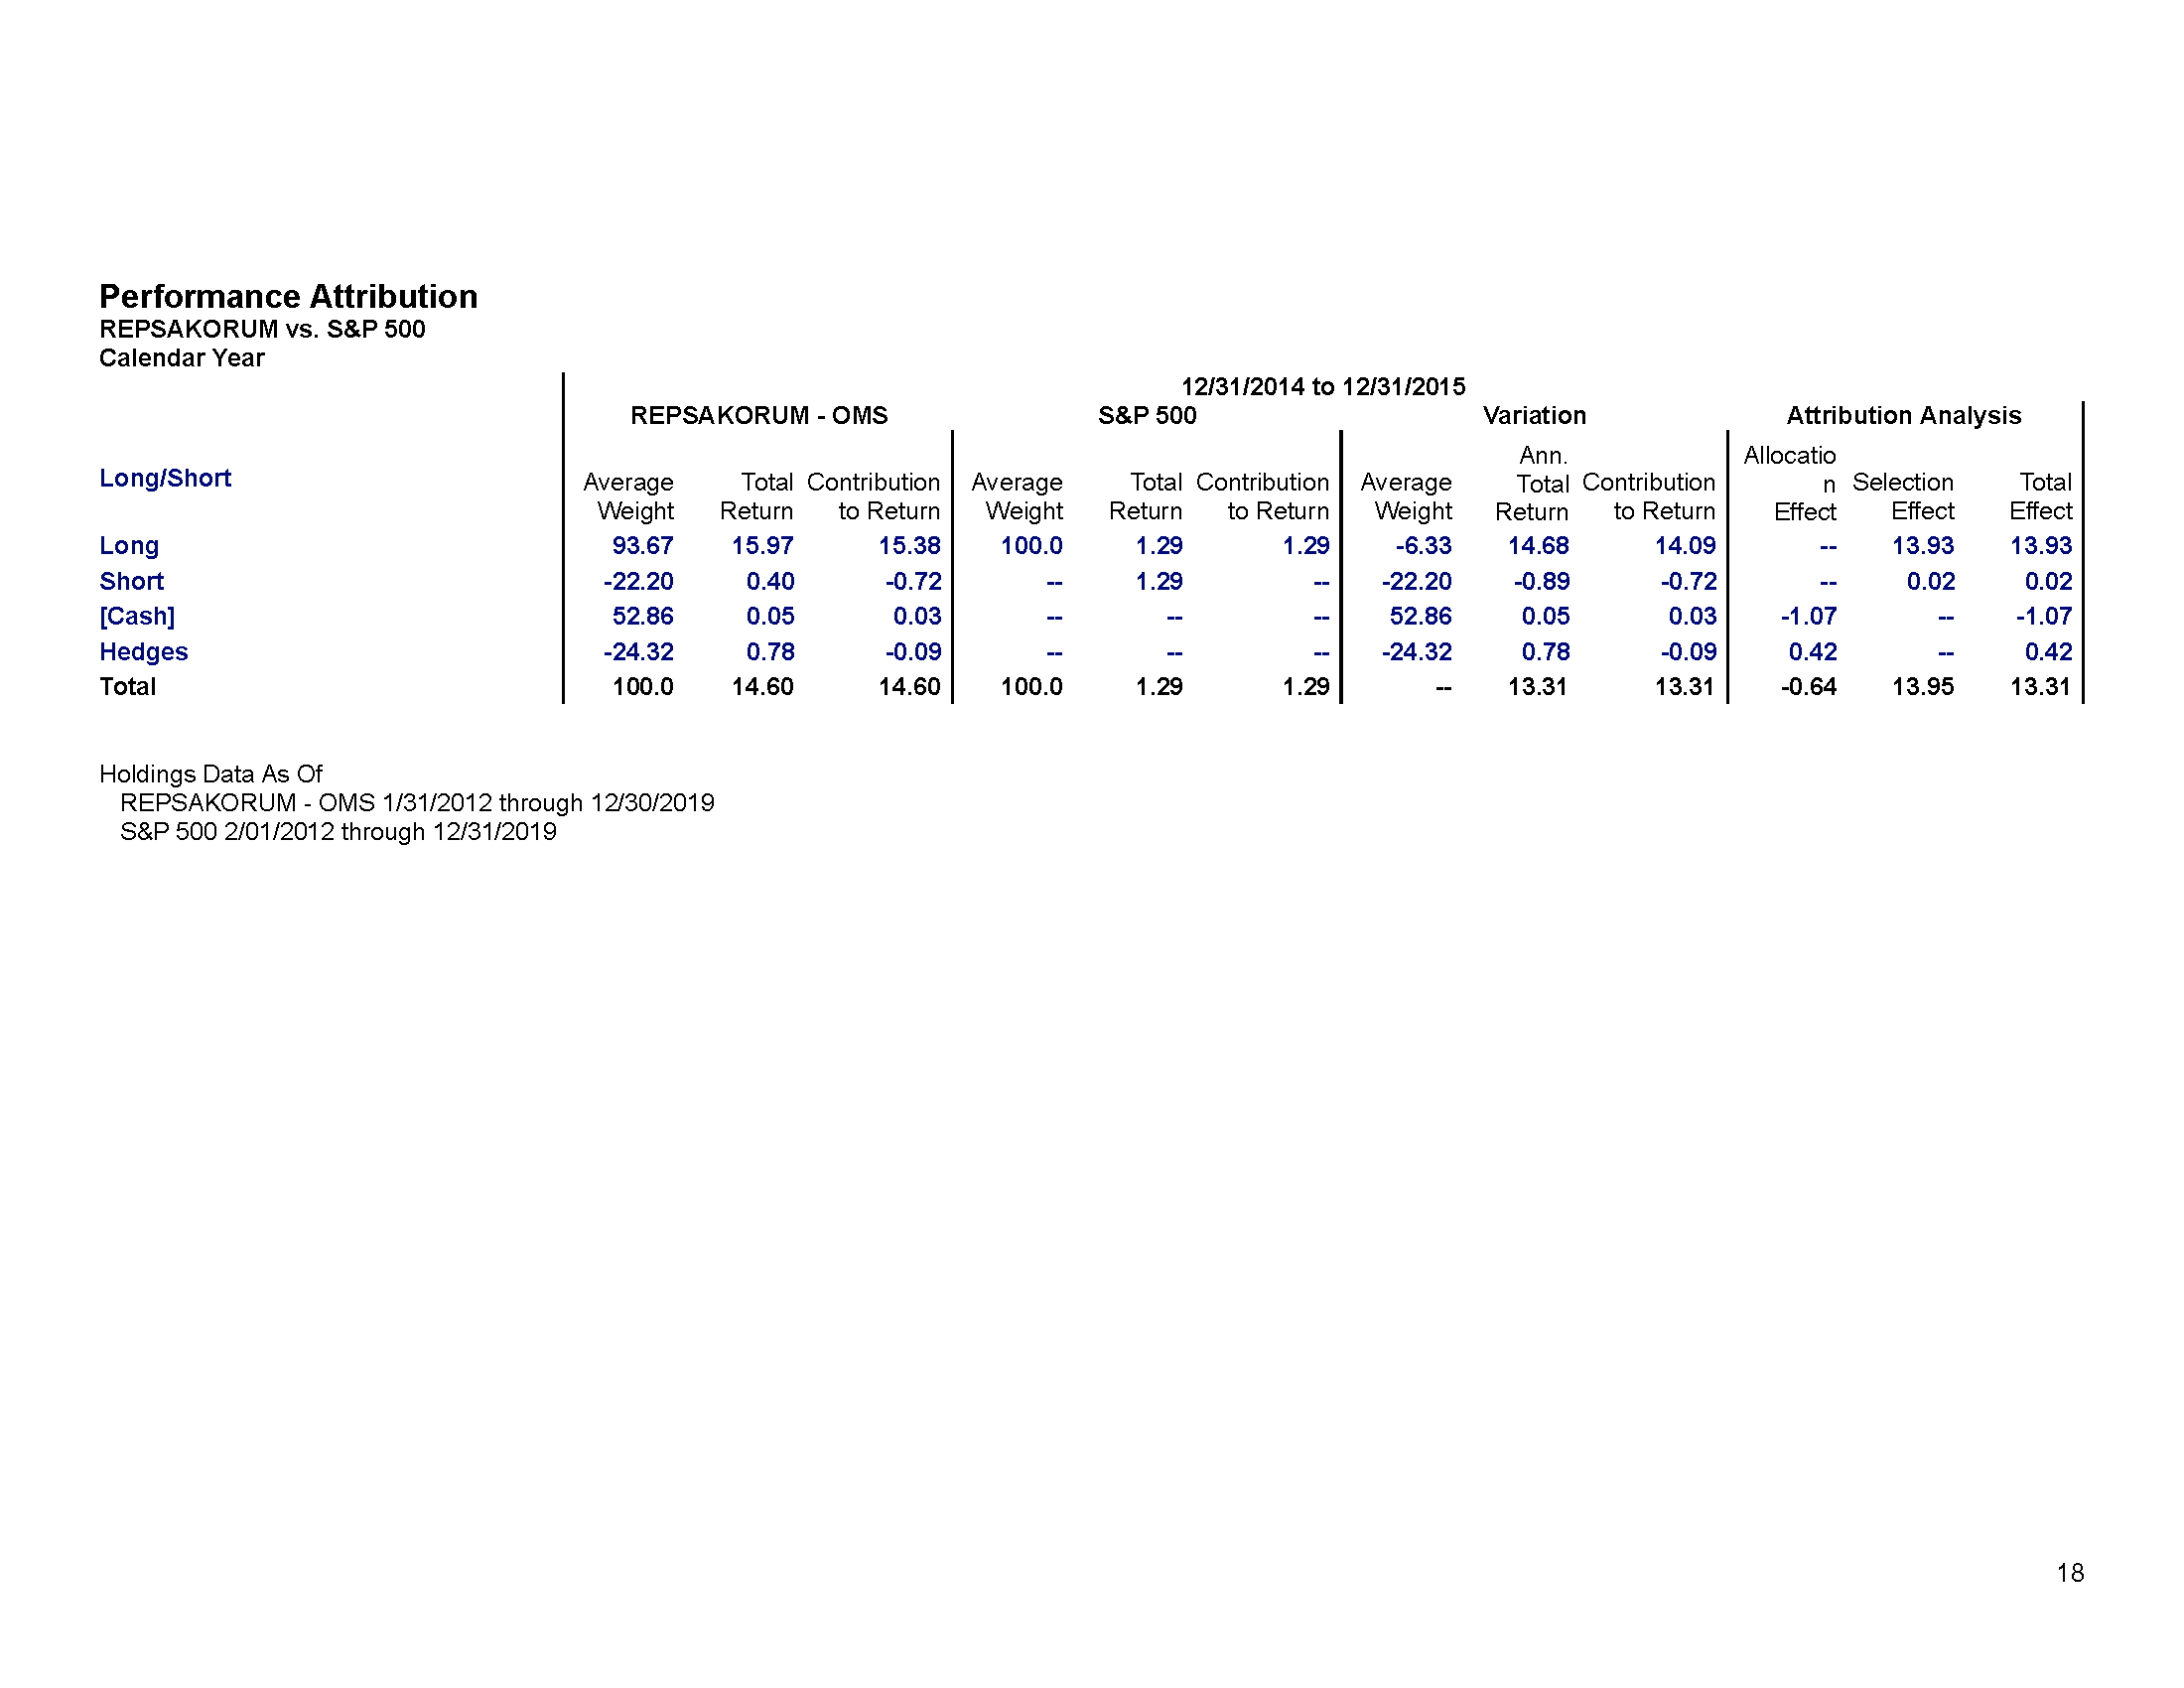 Performance Attribution
REPSAKORUM vs. S&P 500
Calendar Year
12/31/2014 to 12/31/2015
REPSAKORUM - OMS S&P 500 Variation Attribution Analysis
Long/Short Average Weight Total Return Contribution to Return Average Weight Total Return Contribution to Return Average Weight Ann. Total Return Contribution to Return Allocatio n Effect Selection Effect Total Effect
Long 93.67 15.97 15.38 100.0 1.29 1.29 -6.33 14.68 14.09 -- 13.93 13.93
Short -22.20 0.40 -0.72 -- 1.29 -- -22.20 -0.89 -0.72 -- 0.02 0.02
[Cash] 52.86 0.05 0.03 -- -- -- 52.86 0.05 0.03 -1.07 -- -1.07
Hedges -24.32 0.78 -0.09 -- -- -- -24.32 0.78 -0.09 0.42 -- 0.42
Total 100.0 14.60 14.60 100.0 1.29 1.29 -- 13.31 13.31 -0.64 13.95 13.31
Holdings Data As Of
REPSAKORUM - OMS 1/31/2012 through 12/30/2019
S&P 500 2/01/2012 through 12/31/2019
18